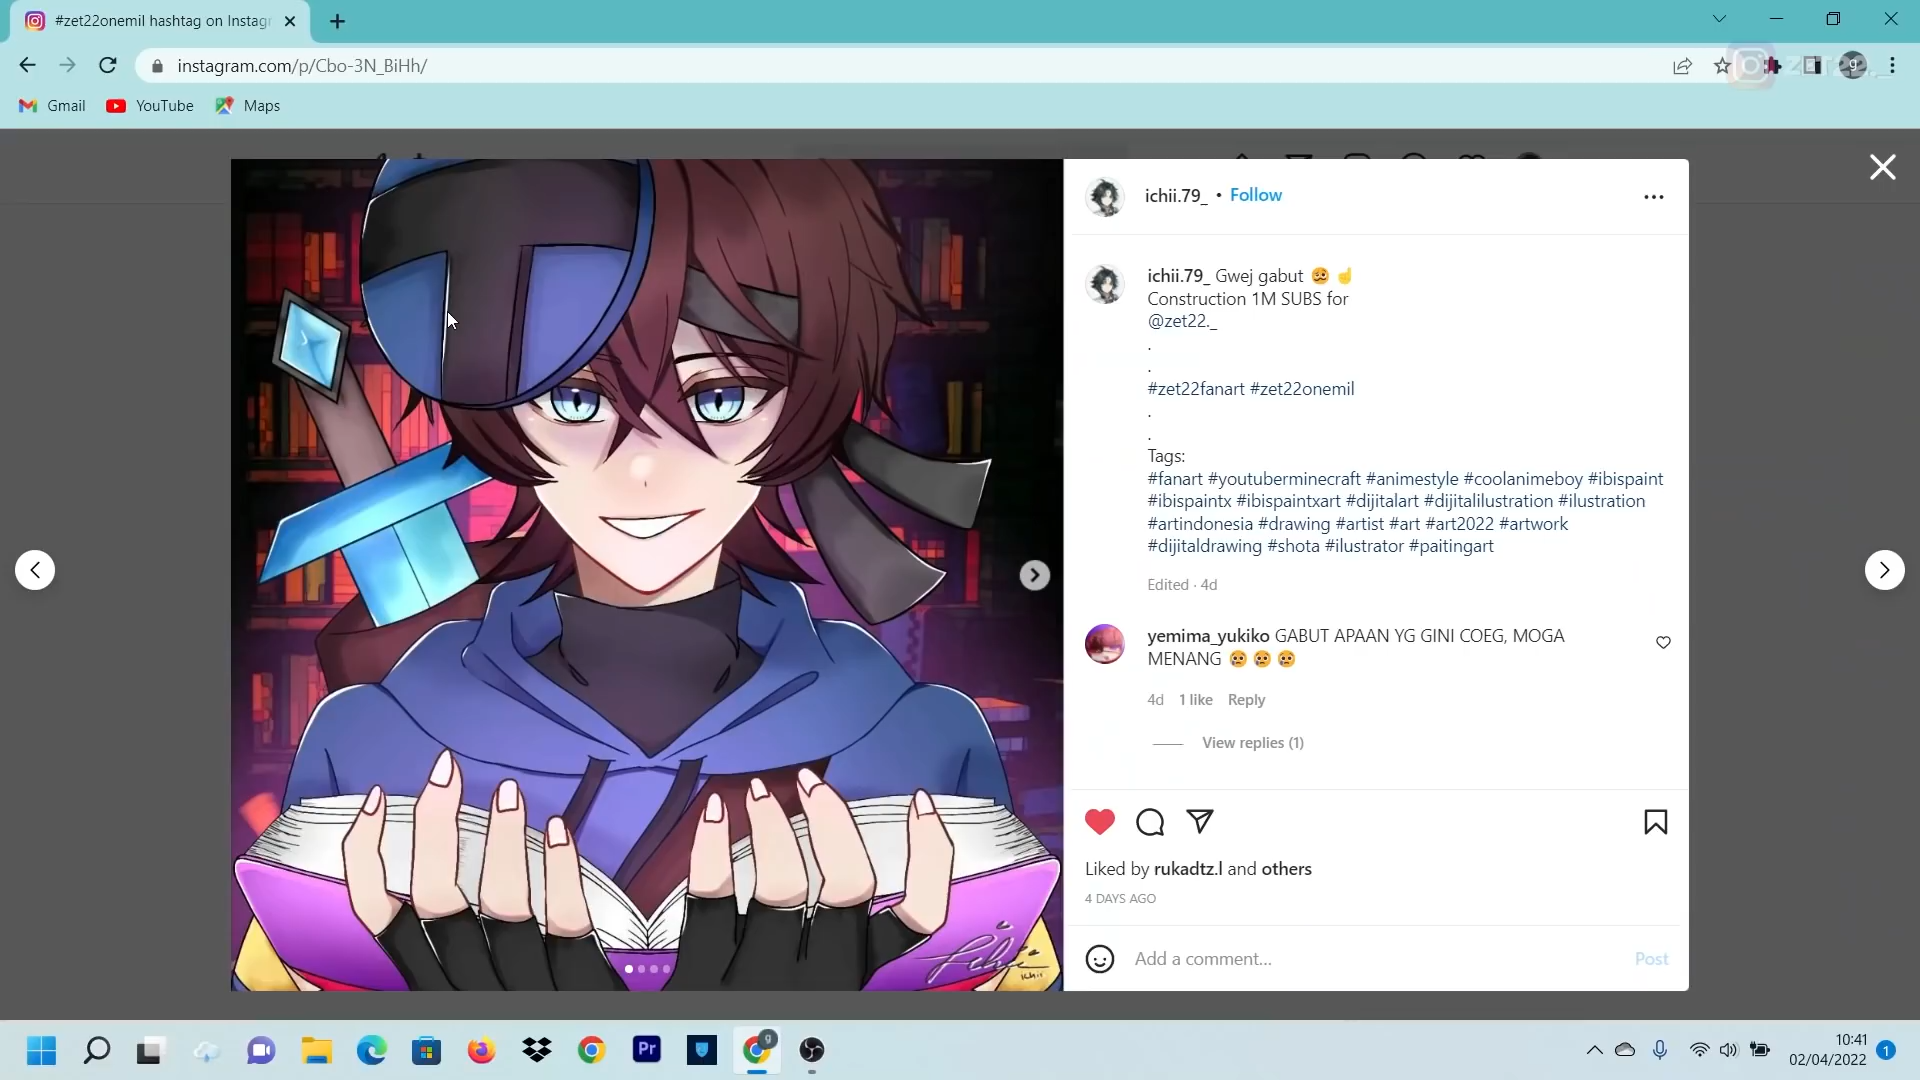 #zet22onemil hashtag on Instagr
instagram.com/p/Cbo-3N_BiHh/
g
Gmail
YouTube
Maps
ichii.79_ • Follow
ichii.79_ Gwej gabut 🥴 ☝
Construction 1M SUBS for
@zet22._
.
.
#zet22fanart #zet22onemil
.
.
Tags:
#fanart #youtuberminecraft #animestyle #coolanimeboy #ibispaint
#ibispaintx #ibispaintxart #dijitalart #dijitalilustration #ilustration
#artindonesia #drawing #artist #art #art2022 #artwork
#dijitaldrawing #shota #ilustrator #paitingart
Edited · 4d
yemima_yukiko GABUT APAAN YG GINI COEG, MOGA
MENANG 😢 😢 😢
4d 1 like Reply
View replies (1)
Liked by rukadtz.l and others
4 DAYS AGO
Add a comment...
Post
Pr
g
10:41
02/04/2022
1